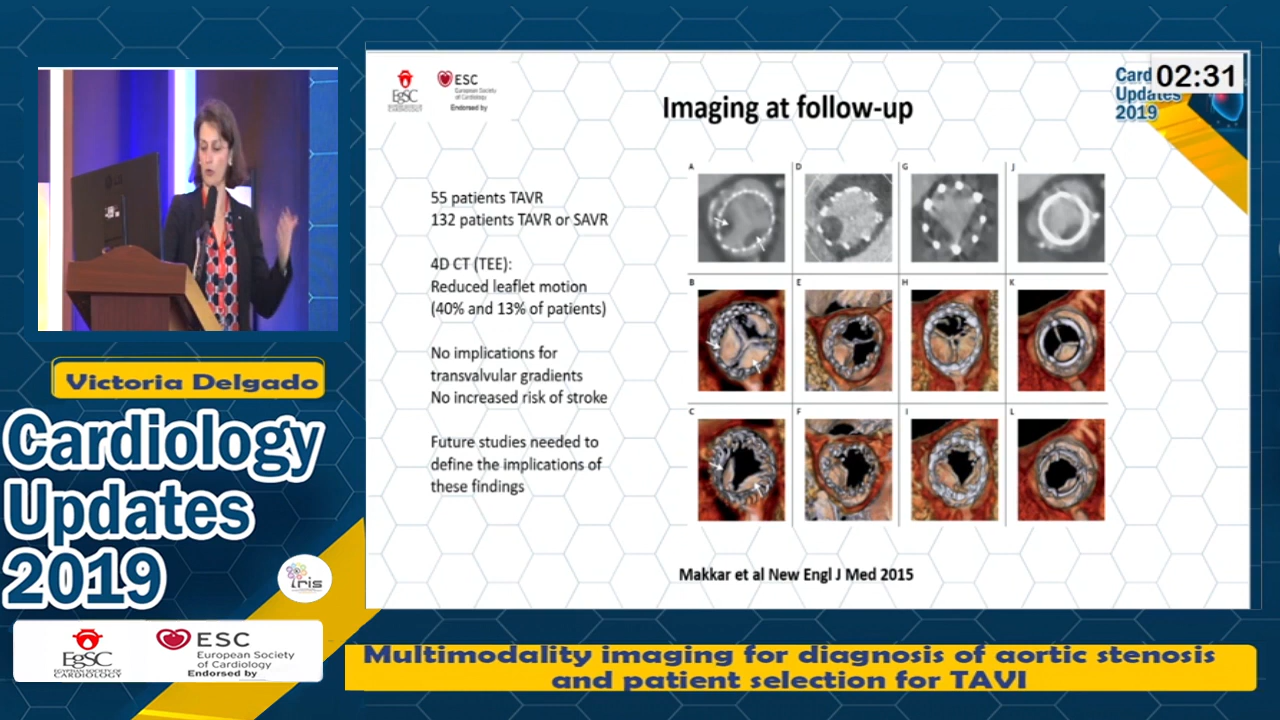 EgSC
ESC
European Society
of Cardiology
Endorsed by
Imaging at follow-up
Card
Updates
2019
02:31
55 patients TAVR
132 patients TAVR or SAVR
4D CT (TEE):
Reduced leaflet motion
(40% and 13% of patients)
No implications for
transvalvular gradients
No increased risk of stroke
Future studies needed to
define the implications of
these findings
A D G J
B E H K
C F I L
Makkar et al New Engl J Med 2015
Victoria Delgado
Cardiology
Updates
2019
iris
EgSC
EGYPTIAN SOCIETY OF
CARDIOLOGY
ESC
European Society
of Cardiology
Endorsed by
Multimodality imaging for diagnosis of aortic stenosis
and patient selection for TAVI